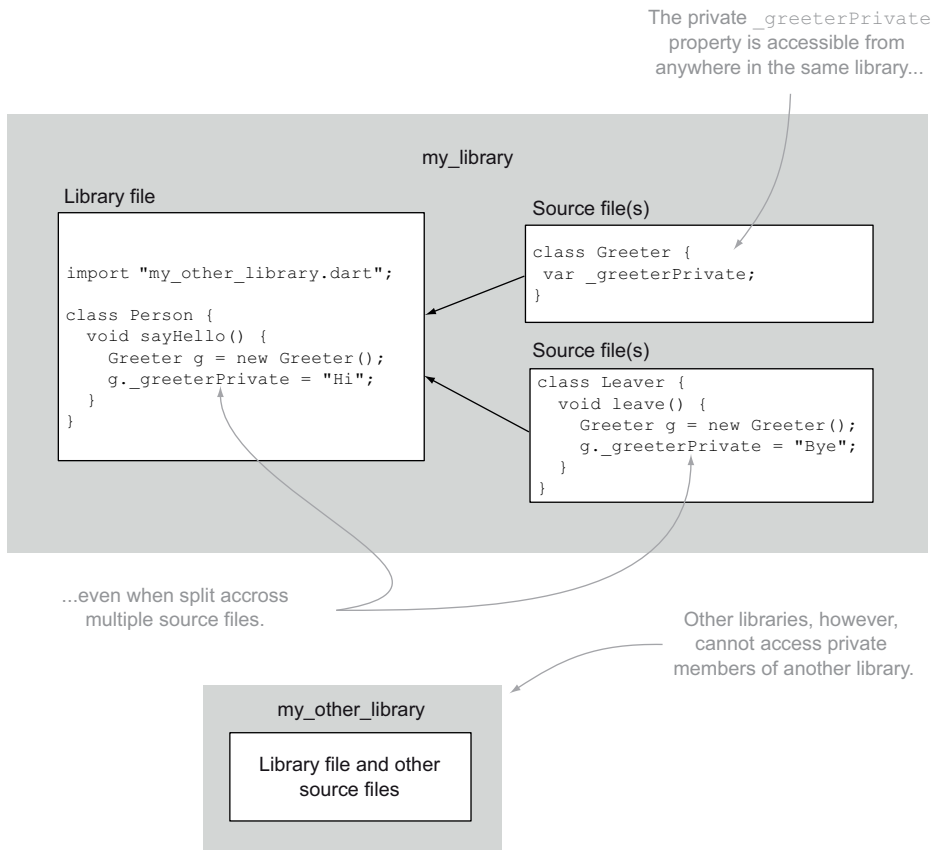 The private _greeterPrivate
property is accessible from
anywhere in the same library...
my_library
Library file
import "my_other_library.dart";
class Person {
void sayHello() {
Greeter g = new Greeter();
g._greeterPrivate = "Hi";
}
}
Source file(s)
class Greeter {
var _greeterPrivate;
}
Source file(s)
class Leaver {
void leave() {
Greeter g = new Greeter();
g._greeterPrivate = "Bye";
}
}
...even when split accross
multiple source files.
Other libraries, however,
cannot access private
members of another library.
my_other_library
Library file and other
source files